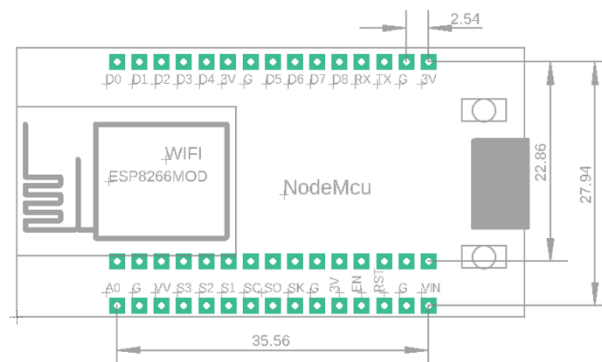 2.54
D0 D1 D2 D3 D4 3V G D5 D6 D7 D8 RX TX G 3V
WIFI
ESP8266MOD
NodeMcu
22.86
27.94
A0 G VV S3 S2 S1 SC SO SK G 3V EN RST G VIN
35.56